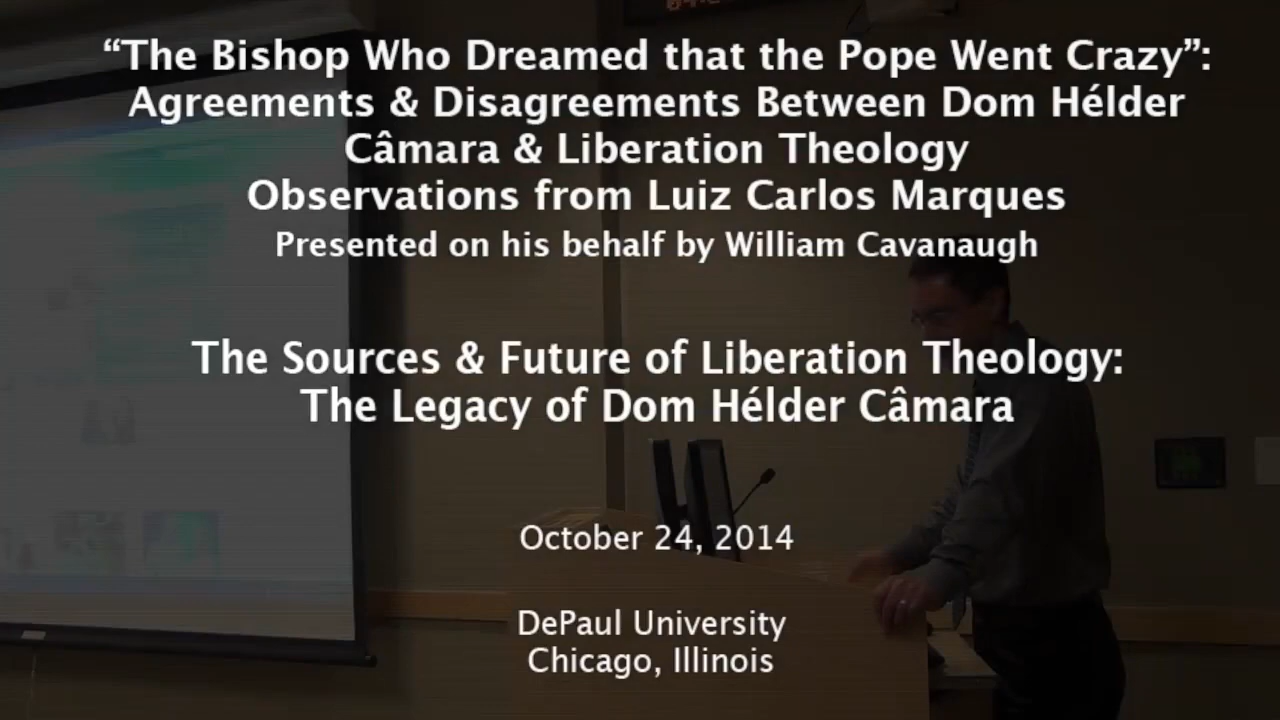 “The Bishop Who Dreamed that the Pope Went Crazy”:
Agreements & Disagreements Between Dom Hélder
Câmara & Liberation Theology
Observations from Luiz Carlos Marques
Presented on his behalf by William Cavanaugh
The Sources & Future of Liberation Theology:
The Legacy of Dom Hélder Câmara
October 24, 2014
DePaul University
Chicago, Illinois